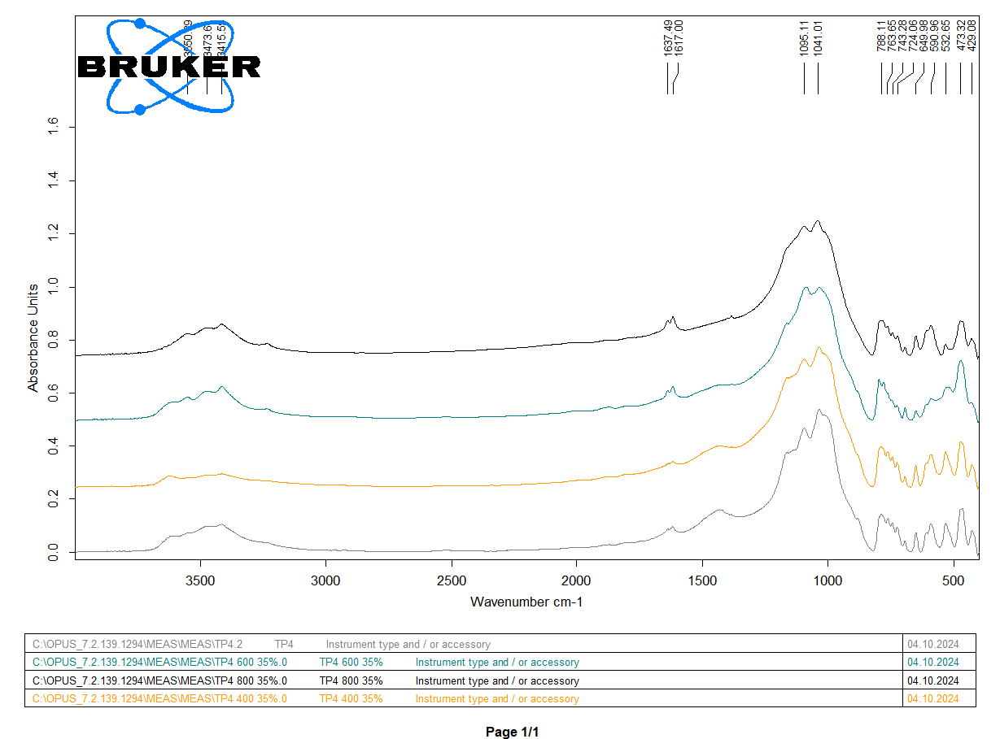 BRUKER
3473.6
3415.5
1637.49
1617.00
1095.11
1041.01
788.11
763.65
743.28
724.06
649.98
590.96
532.65
473.32
429.08
Absorbance Units
1.6
1.4
1.2
1.0
0.8
0.6
0.4
0.2
0.0
3500 3000 2500 2000 1500 1000 500
Wavenumber cm-1
C:\OPUS_7.2.139.1294\MEAS\MEAS\TP4.2 TP4 Instrument type and / or accessory 04.10.2024
C:\OPUS_7.2.139.1294\MEAS\MEAS\TP4 600 35%.0 TP4 600 35% Instrument type and / or accessory 04.10.2024
C:\OPUS_7.2.139.1294\MEAS\MEAS\TP4 800 35%.0 TP4 800 35% Instrument type and / or accessory 04.10.2024
C:\OPUS_7.2.139.1294\MEAS\MEAS\TP4 400 35%.0 TP4 400 35% Instrument type and / or accessory 04.10.2024
Page 1/1